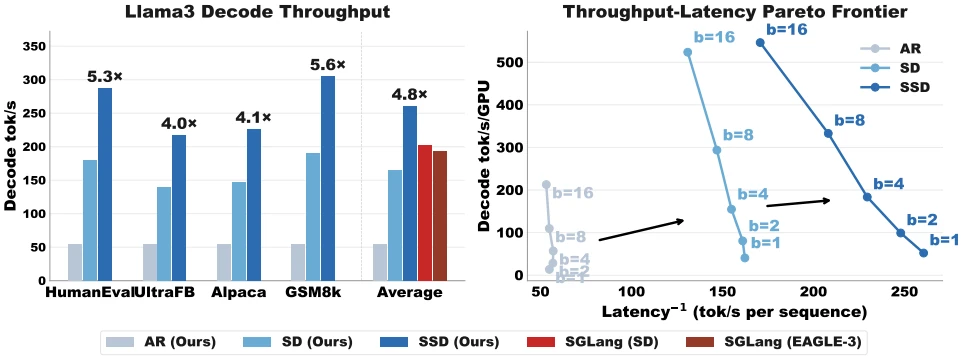 Llama3 Decode Throughput
Decode tok/s
350
300
250
200
150
100
50
0
5.3×
4.0×
4.1×
5.6×
4.8×
HumanEval
UltraFB
Alpaca
GSM8k
Average
Throughput-Latency Pareto Frontier
Decode tok/s/GPU
500
400
300
200
100
0
b=16
b=8
b=4
b=2
b=1
b=16
b=8
b=4
b=2
b=1
b=16
b=8
b=4
b=2
b=1
AR
SD
SSD
50
100
150
200
250
Latency⁻¹ (tok/s per sequence)
AR (Ours)
SD (Ours)
SSD (Ours)
SGLang (SD)
SGLang (EAGLE-3)